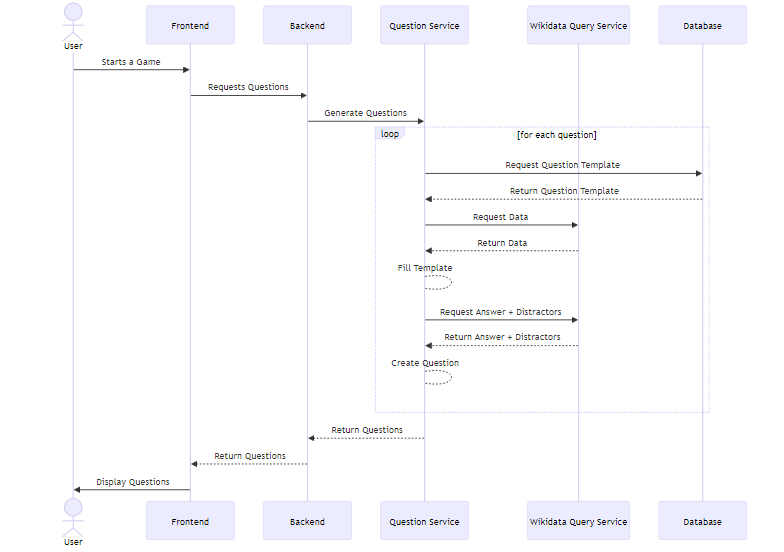 User
Frontend
Backend
Question Service
Wikidata Query Service
Database
Starts a Game
Requests Questions
Generate Questions
loop
[for each question]
Request Question Template
Return Question Template
Request Data
Return Data
Fill Template
Request Answer + Distractors
Return Answer + Distractors
Create Question
Return Questions
Return Questions
Display Questions
User
Frontend
Backend
Question Service
Wikidata Query Service
Database